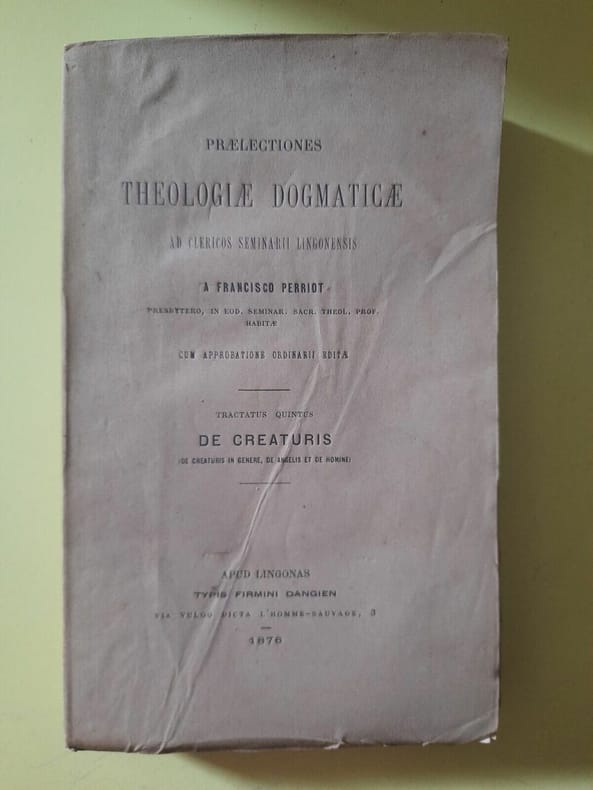 PRÆLECTIONES
THEOLOGIÆ DOGMATICÆ
AD CLERICOS SEMINARII LINGONENSIS
A FRANCISCO PERRIOT
PRESBYTERO, IN EOD. SEMINAR. SACR. THEOL. PROF.
HABITÆ
CUM APPROBATIONE ORDINARII EDITÆ
TRACTATUS QUINTUS
DE CREATURIS
(DE CREATURIS IN GENERE, DE ANGELIS ET DE HOMINE)
APUD LINGONAS
TYPIS FIRMINI DANGIEN
VIA VULGO DICTA L'HOMME-SAUVAGE, 3
1876